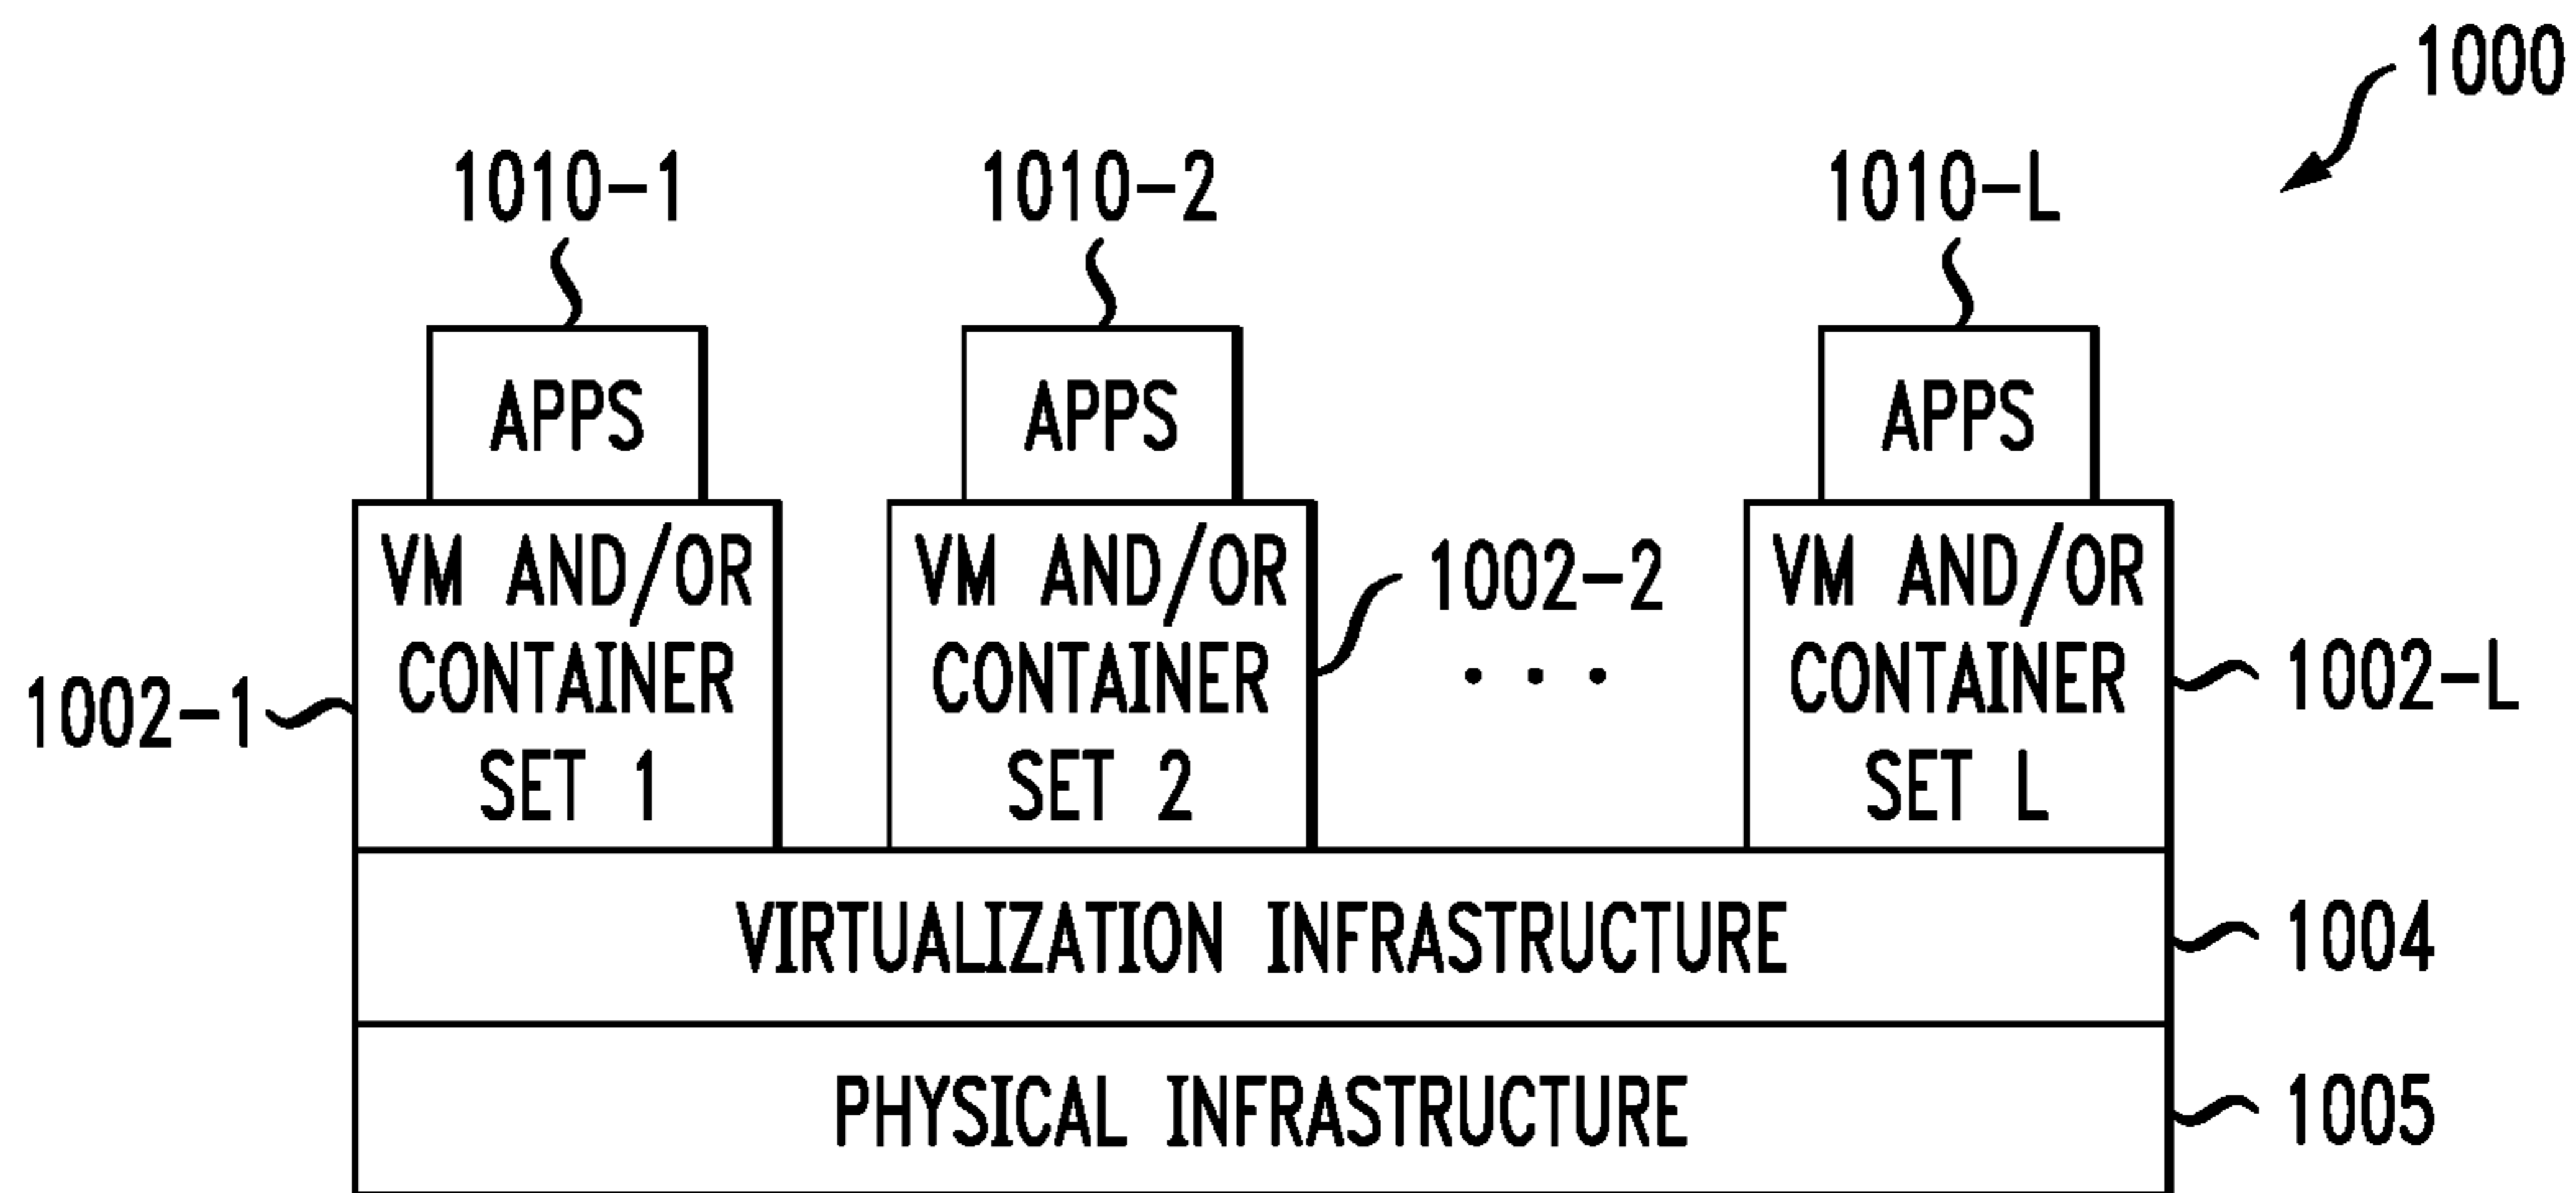 1000
1010-1
1010-2
1010-L
APPS
APPS
APPS
VM AND/OR
CONTAINER
SET 1
VM AND/OR
CONTAINER
SET 2
VM AND/OR
CONTAINER
SET L
1002-1
1002-2
. . .
1002-L
VIRTUALIZATION INFRASTRUCTURE
1004
PHYSICAL INFRASTRUCTURE
1005